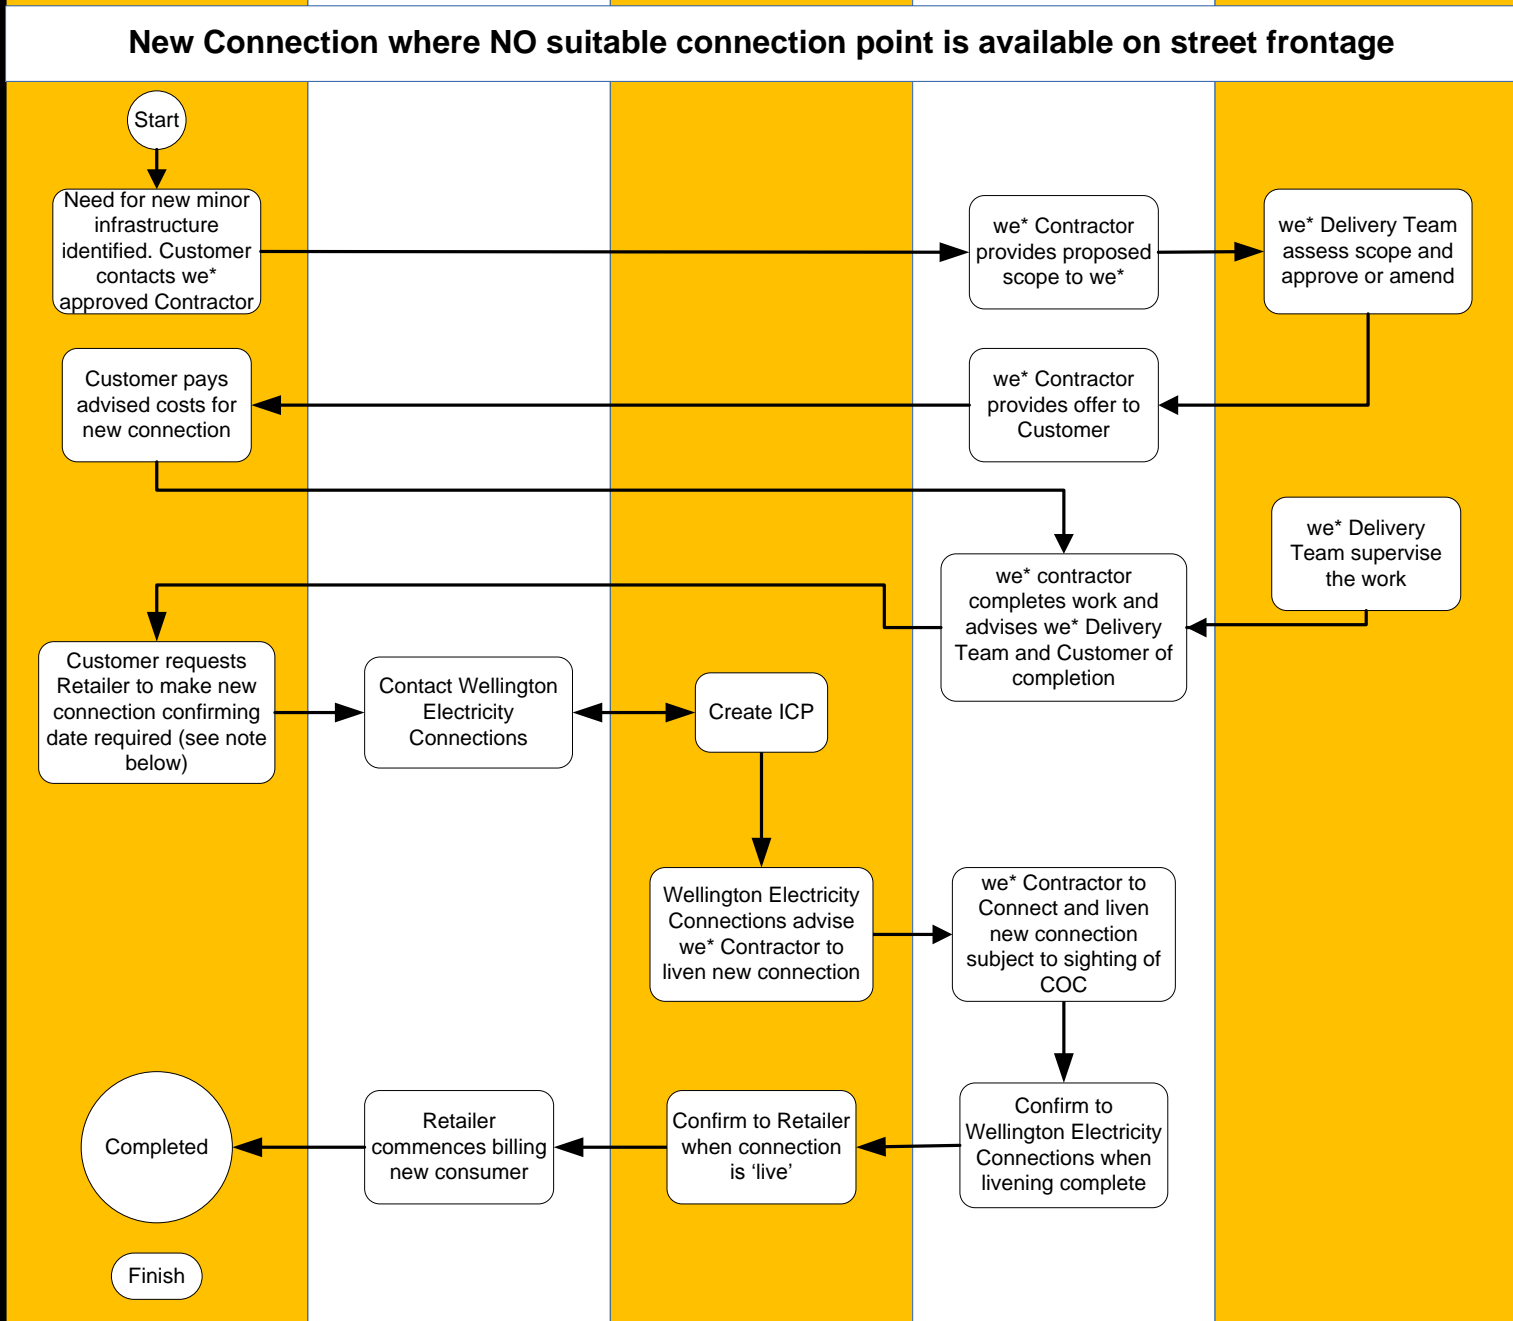 New Connection where NO suitable connection point is available on street frontage
Start
Need for new minor
infrastructure
identified. Customer
contacts we*
approved Contractor
we* Contractor
provides proposed
scope to we*
we* Delivery Team
assess scope and
approve or amend
Customer pays
advised costs for
new connection
we* Contractor
provides offer to
Customer
we* Delivery
Team supervise
the work
we* contractor
completes work and
advises we* Delivery
Team and Customer of
completion
Customer requests
Retailer to make new
connection confirming
date required (see note
below)
Contact Wellington
Electricity
Connections
Create ICP
Wellington Electricity
Connections advise
we* Contractor to
liven new connection
we* Contractor to
Connect and liven
new connection
subject to sighting of
COC
Completed
Retailer
commences billing
new consumer
Confirm to Retailer
when connection
is ‘live’
Confirm to
Wellington Electricity
Connections when
livening complete
Finish